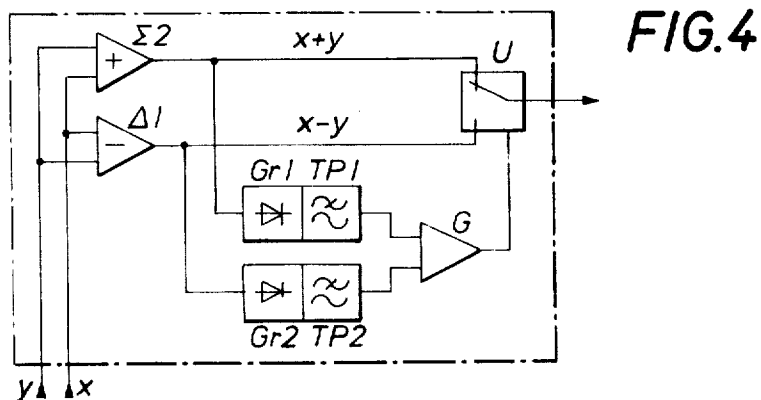 FIG.4
Σ2
x+y
U
+
Δ1
x-y
-
Gr1 TP1
G
Gr2 TP2
y x